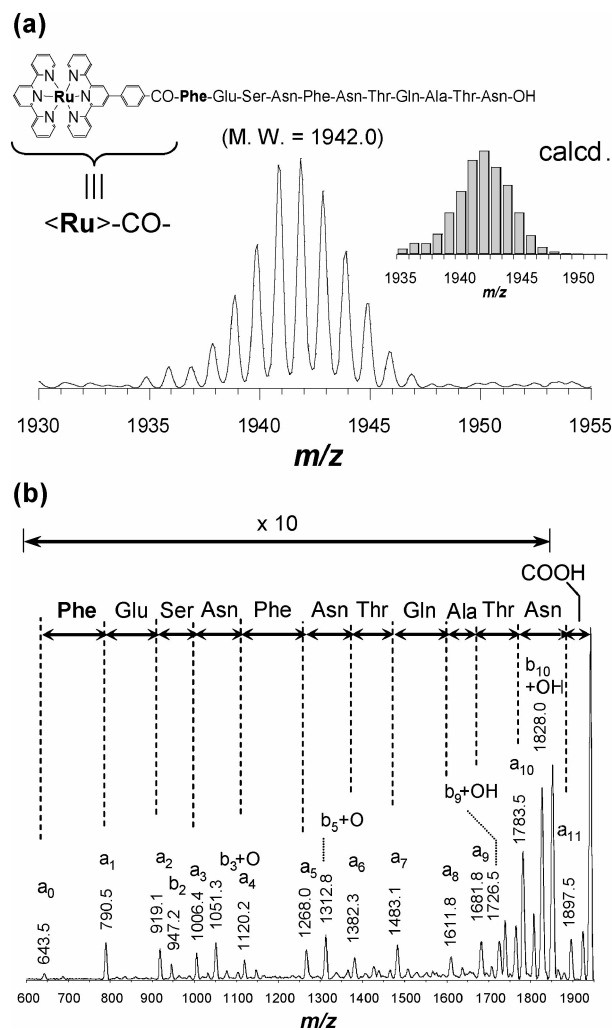 (a)
N N N N N N
Ru
CO-Phe-Glu-Ser-Asn-Phe-Asn-Thr-Gln-Ala-Thr-Asn-OH
(M. W. = 1942.0)
calcd.
<Ru>-CO-
1935 1940 1945 1950
m/z
1930 1935 1940 1945 1950 1955
m/z
(b)
x 10
COOH
Phe Glu Ser Asn Phe Asn Thr Gln Ala Thr Asn
a0 643.5
a1 790.5
a2 919.1
b2 947.2
a3 1006.4
b3+O 1051.3
a4 1120.2
a5 1268.0
b5+O 1312.8
a6 1382.3
a7 1483.1
a8 1611.8
a9 1681.8
b9+OH 1726.5
a10 1783.5
b10 +OH 1828.0
a11 1897.5
600 700 800 900 1000 1100 1200 1300 1400 1500 1600 1700 1800 1900
m/z